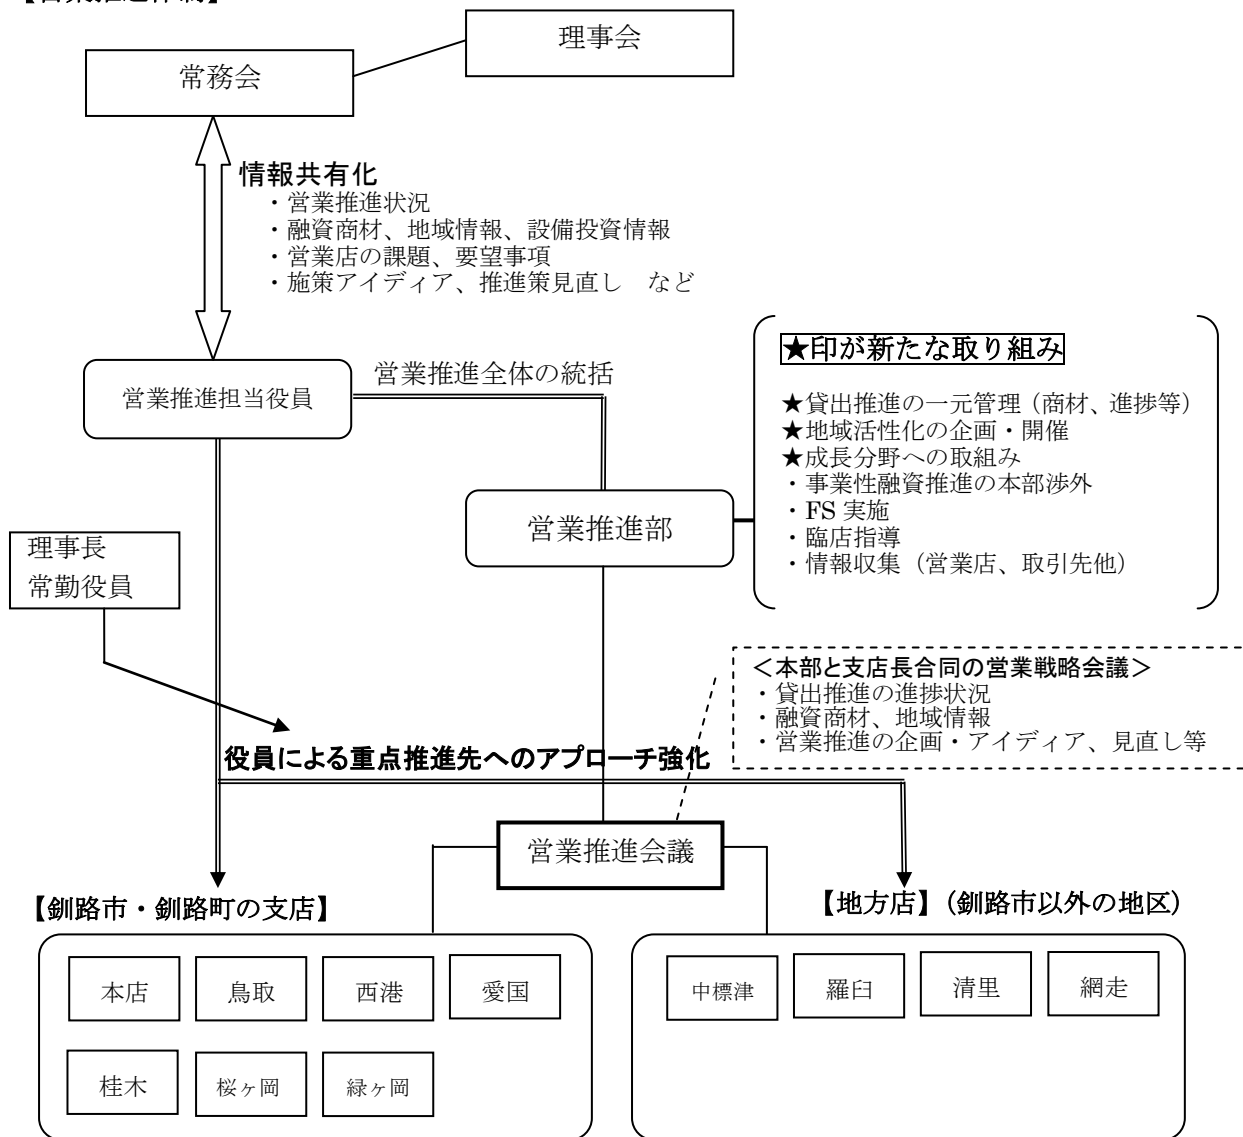 理事会
常務会
情報共有化
・営業推進状況
・融資商材、地域情報、設備投資情報
・営業店の課題、要望事項
・施策アイディア、推進策見直し　など
★印が新たな取り組み
営業推進担当役員
営業推進全体の統括
★貸出推進の一元管理（商材、進捗等）
★地域活性化の企画・開催
★成長分野への取組み
・事業性融資推進の本部渉外
・FS 実施
・臨店指導
・情報収集（営業店、取引先他）
営業推進部
理事長
常勤役員
＜本部と支店長合同の営業戦略会議＞
・貸出推進の進捗状況
・融資商材、地域情報
・営業推進の企画・アイディア、見直し等
役員による重点推進先へのアプローチ強化
営業推進会議
【釧路市・釧路町の支店】
【地方店】（釧路市以外の地区）
本店
鳥取
西港
愛国
桂木
桜ヶ岡
緑ヶ岡
中標津
羅臼
清里
網走